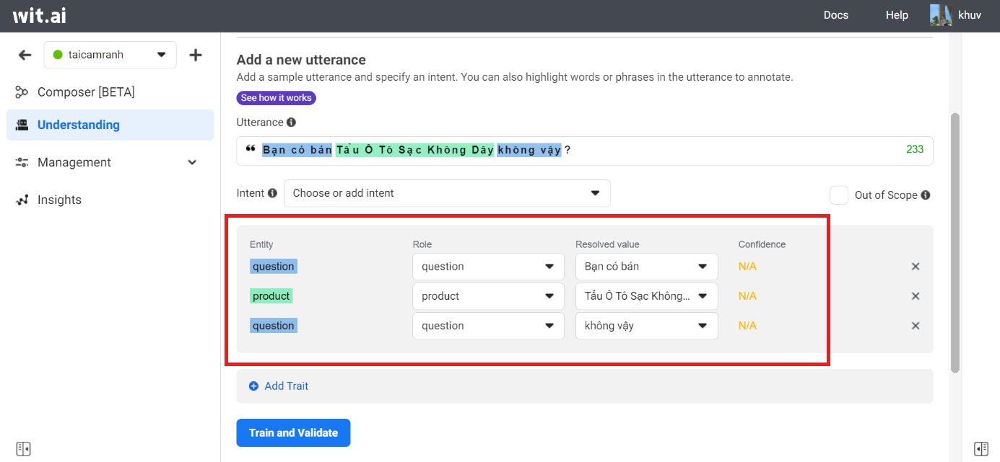 wit.ai
Docs Help khuv
taicamranh
Composer [BETA]
Understanding
Management
Insights
Add a new utterance
Add a sample utterance and specify an intent. You can also highlight words or phrases in the utterance to annotate.
See how it works
Utterance
Bạn có bán Tẩu Ô Tô Sạc Không Dây không vậy ? 233
Intent Choose or add intent Out of Scope
Entity Role Resolved value Confidence
question question Bạn có bán N/A
product product Tẩu Ô Tô Sạc Không... N/A
question question không vậy N/A
Add Trait
Train and Validate